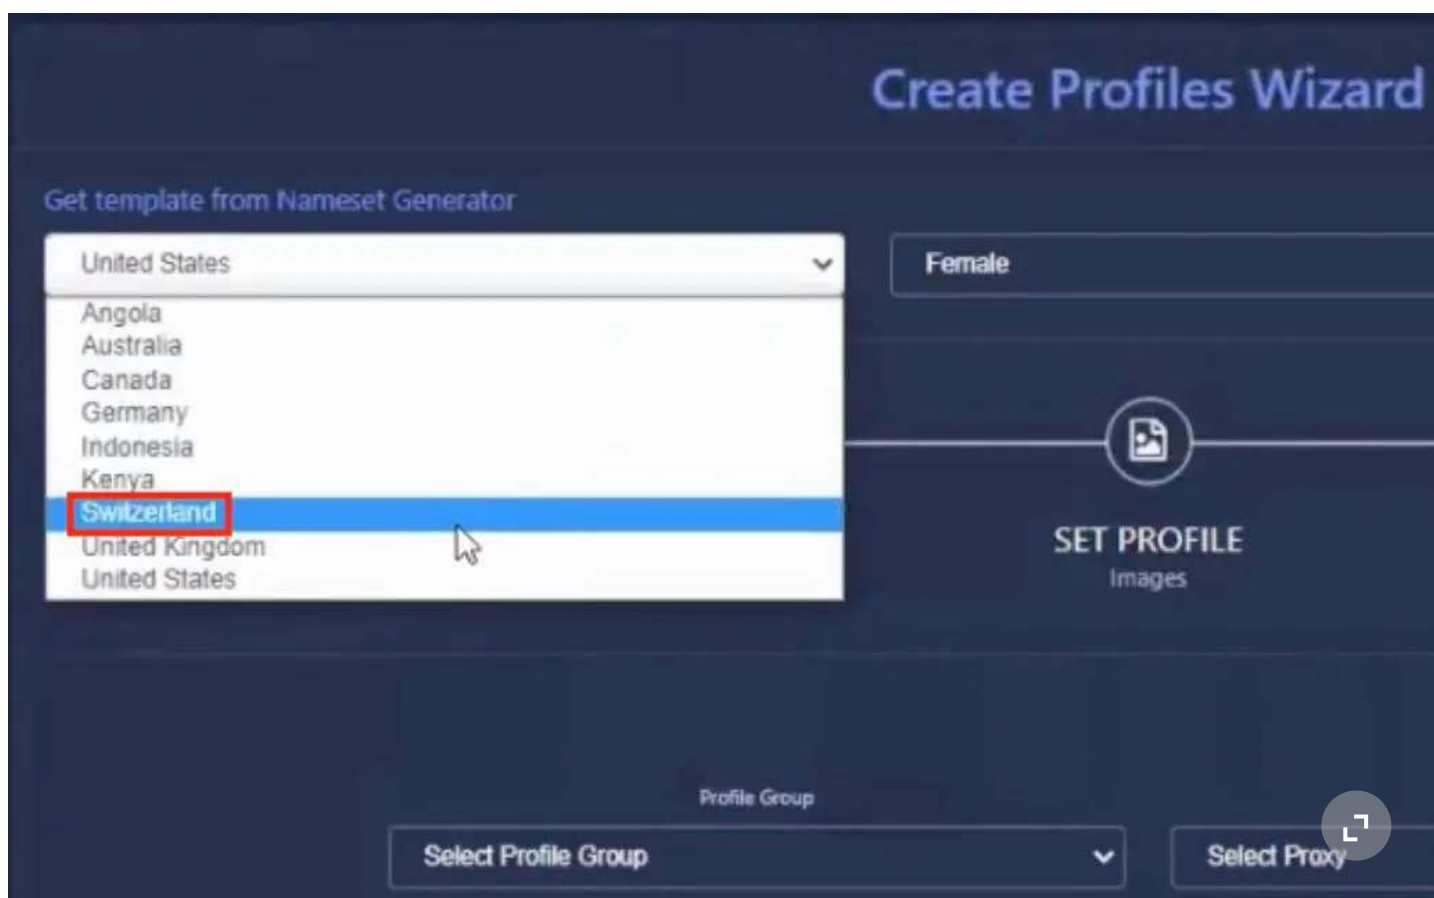 Create Profiles Wizard
Get template from Nameset Generator
United States
Female
Angola
Australia
Canada
Germany
Indonesia
Kenya
Switzerland
United Kingdom
United States
SET PROFILE
Images
Profile Group
Select Profile Group
Select Proxy